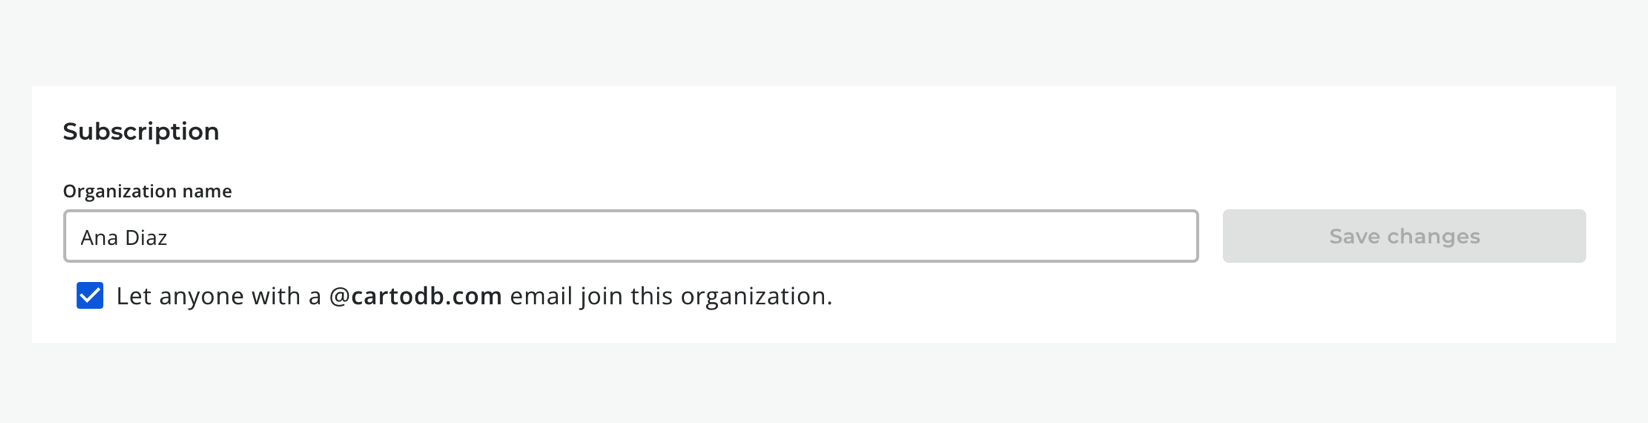 Subscription
Organization name
Ana Diaz
Save changes
Let anyone with a @cartodb.com email join this organization.